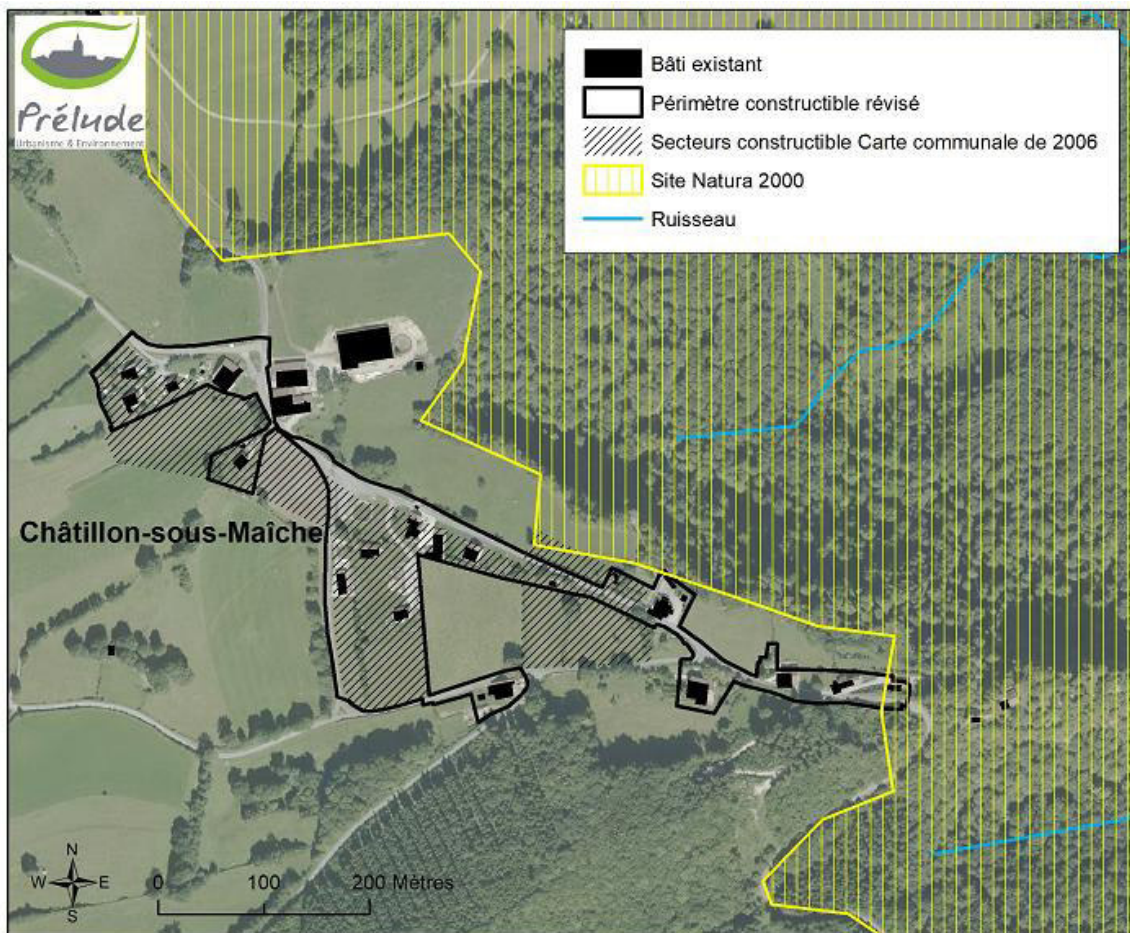 Prélude
Urbanisme & Environnement
Bâti existant
Périmètre constructible révisé
Secteurs constructible Carte communale de 2006
Site Natura 2000
Ruisseau
Châtillon-sous-Maîche
N
W E
S
0 100 200 Mètres